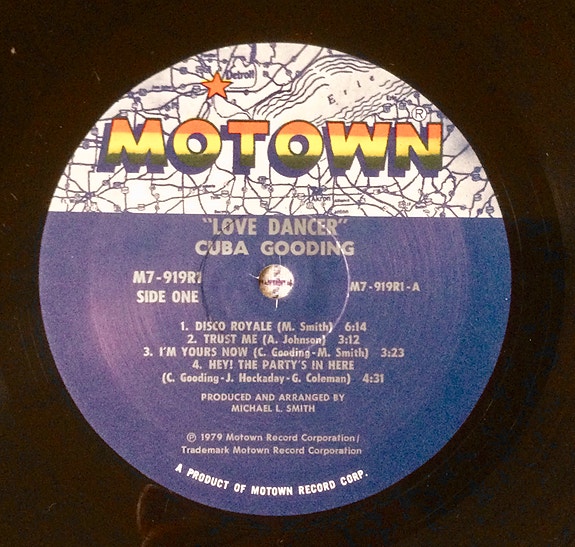 Detroit
Erie
MOTOWN®
Akron
"LOVE DANCER"
CUBA GOODING
M7-919R1
SIDE ONE
M7-919R1-A
1. DISCO ROYALE (M. Smith) 6:14
2. TRUST ME (A. Johnson) 3:12
3. I'M YOURS NOW (C. Gooding-M. Smith) 3:23
4. HEY! THE PARTY'S IN HERE
(C. Gooding-J. Hockaday-G. Coleman) 4:31
PRODUCED AND ARRANGED BY
MICHAEL L. SMITH
℗ 1979 Motown Record Corporation/
Trademark Motown Record Corporation
A PRODUCT OF MOTOWN RECORD CORP.